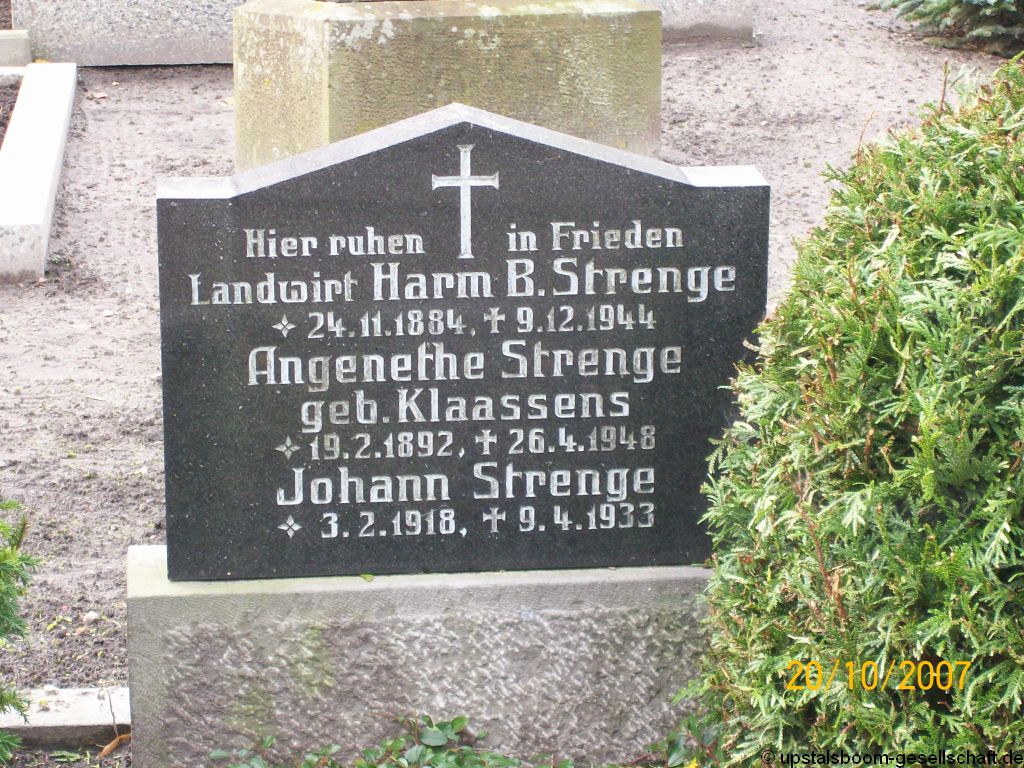 Hier ruhen in Frieden
Landwirt Harm B. Strenge
24.11.1884, ✝ 9.12.1944
Angenethe Strenge
geb. Klaassens
19.2.1892, ✝ 26.4.1948
Johann Strenge
3.2.1918, ✝ 9.4.1933
20/10/2007
© upstalsboom-gesellschaft.de